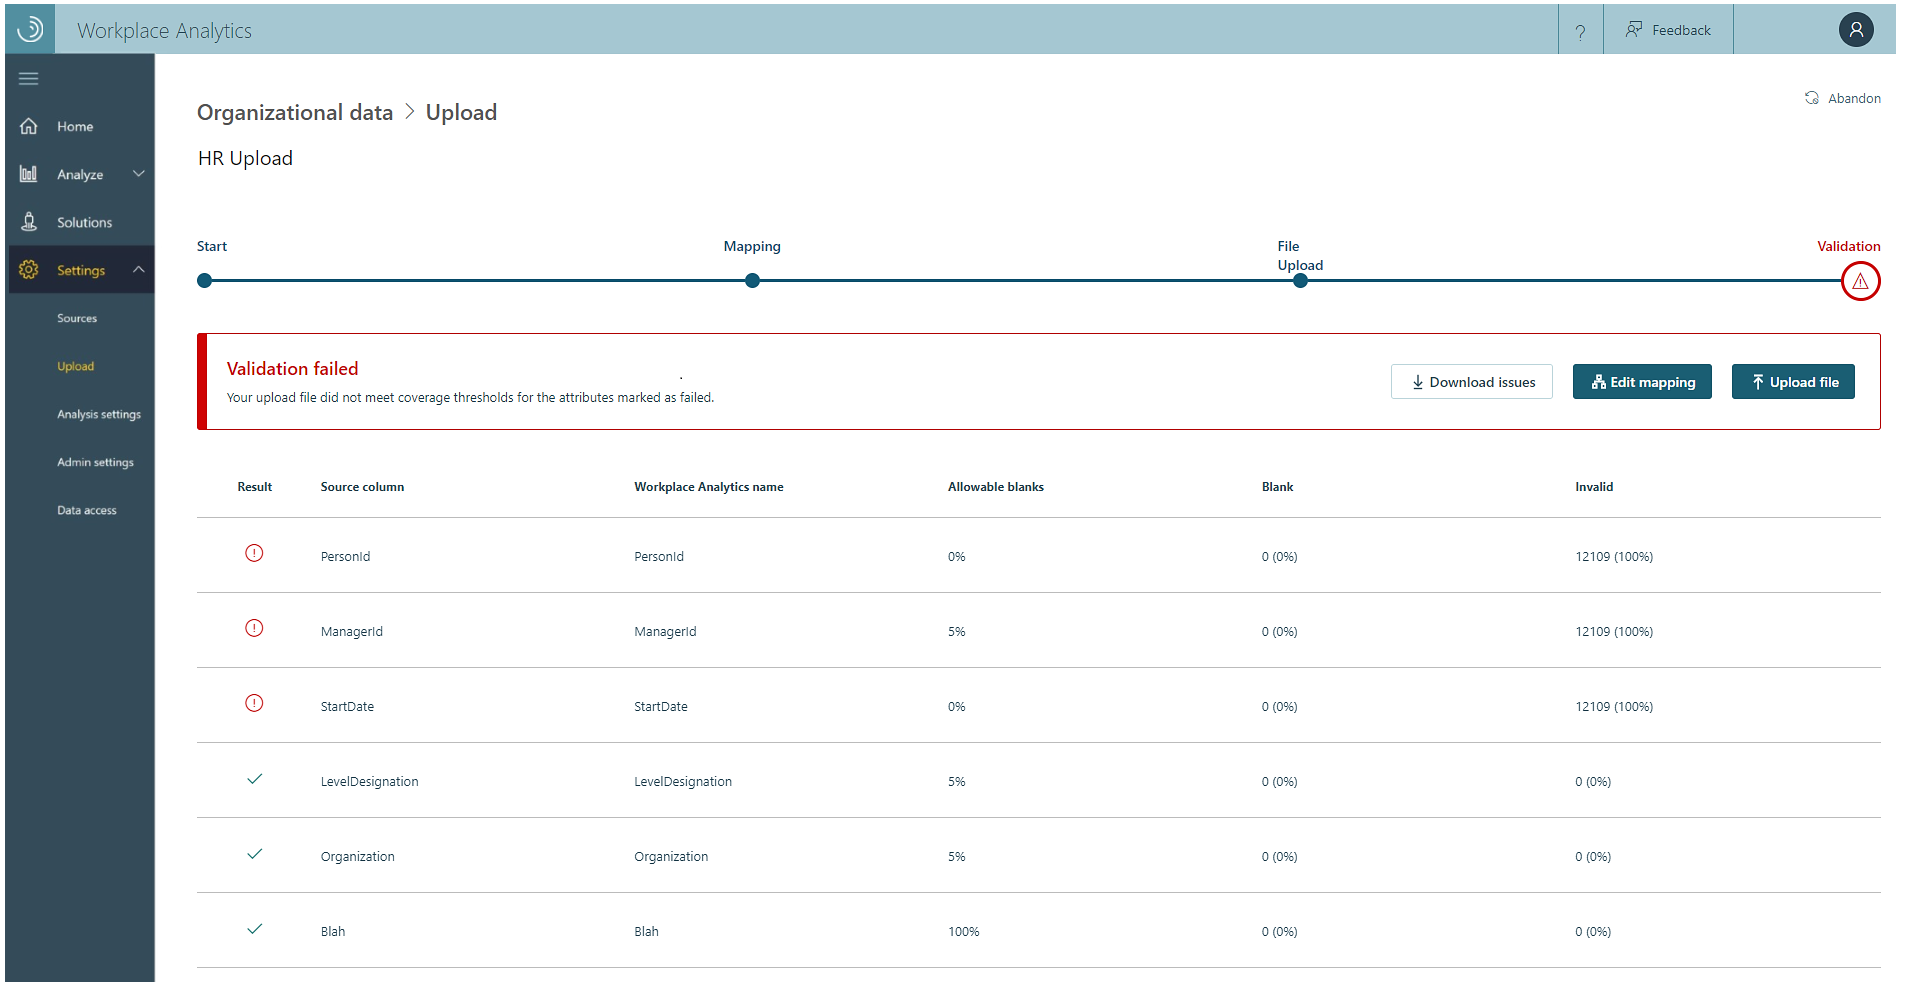 Workplace Analytics
?
Feedback
Home
Analyze
Solutions
Settings
Sources
Upload
Analysis settings
Admin settings
Data access
Organizational data > Upload
Abandon
HR Upload
Start
Mapping
File
Upload
Validation
Validation failed
.
Your upload file did not meet coverage thresholds for the attributes marked as failed.
Download issues
Edit mapping
Upload file
Result Source column Workplace Analytics name Allowable blanks Blank Invalid
PersonId PersonId 0% 0 (0%) 12109 (100%)
ManagerId ManagerId 5% 0 (0%) 12109 (100%)
StartDate StartDate 0% 0 (0%) 12109 (100%)
LevelDesignation LevelDesignation 5% 0 (0%) 0 (0%)
Organization Organization 5% 0 (0%) 0 (0%)
Blah Blah 100% 0 (0%) 0 (0%)